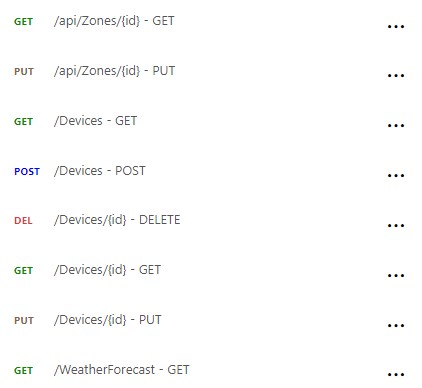 GET /api/Zones/{id} - GET ...
PUT /api/Zones/{id} - PUT ...
GET /Devices - GET ...
POST /Devices - POST ...
DEL /Devices/{id} - DELETE ...
GET /Devices/{id} - GET ...
PUT /Devices/{id} - PUT ...
GET /WeatherForecast - GET ...